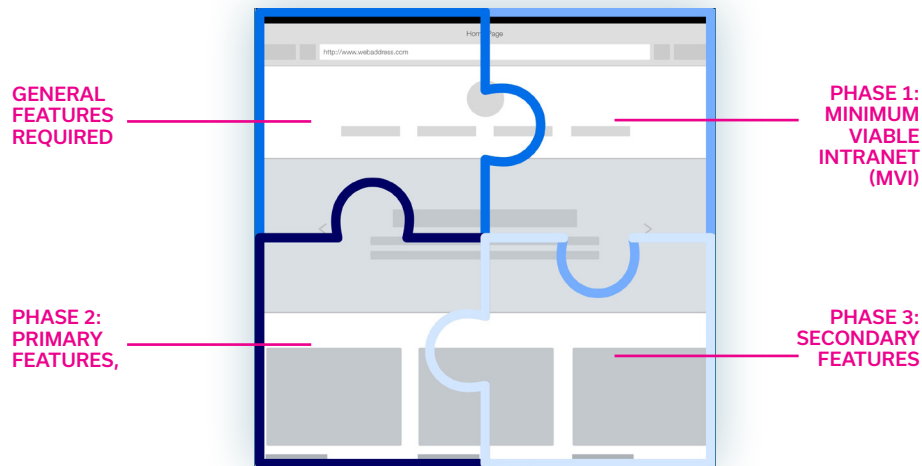 Home Page
http://www.webaddress.com
GENERAL
FEATURES
REQUIRED
PHASE 1:
MINIMUM
VIABLE
INTRANET
(MVI)
PHASE 2:
PRIMARY
FEATURES,
PHASE 3:
SECONDARY
FEATURES